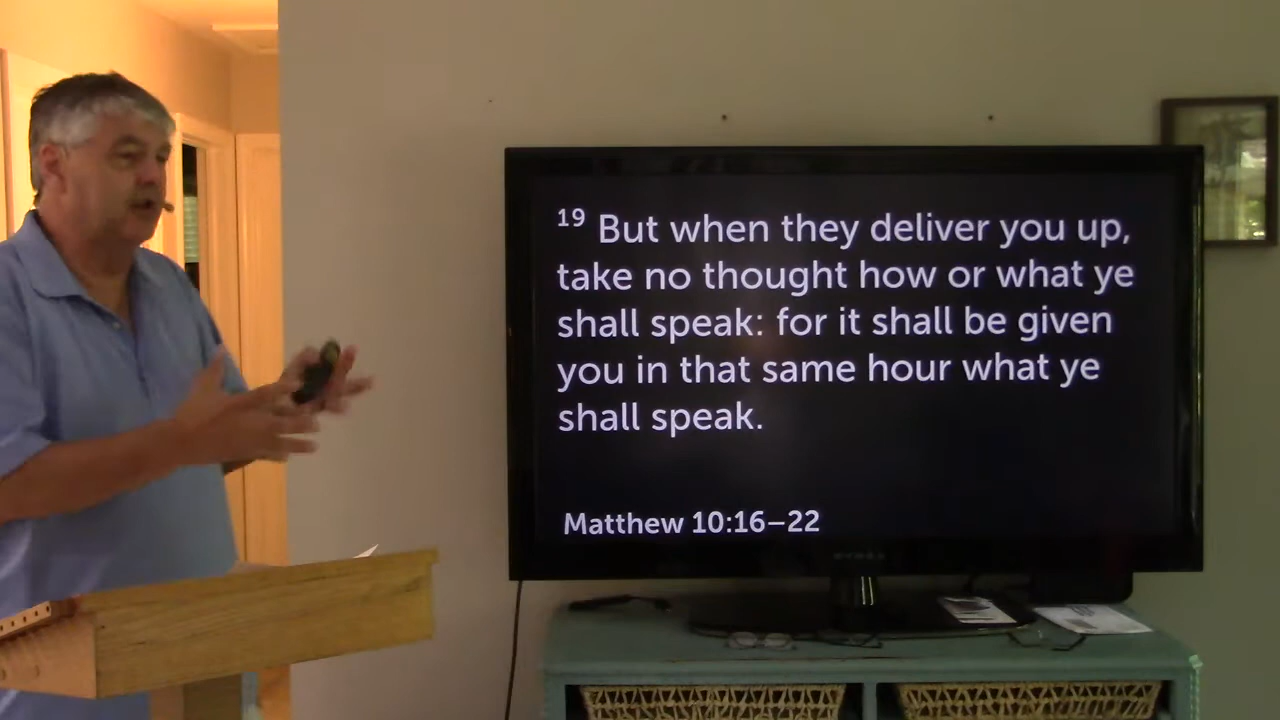 19 But when they deliver you up,
take no thought how or what ye
shall speak: for it shall be given
you in that same hour what ye
shall speak.
Matthew 10:16–22